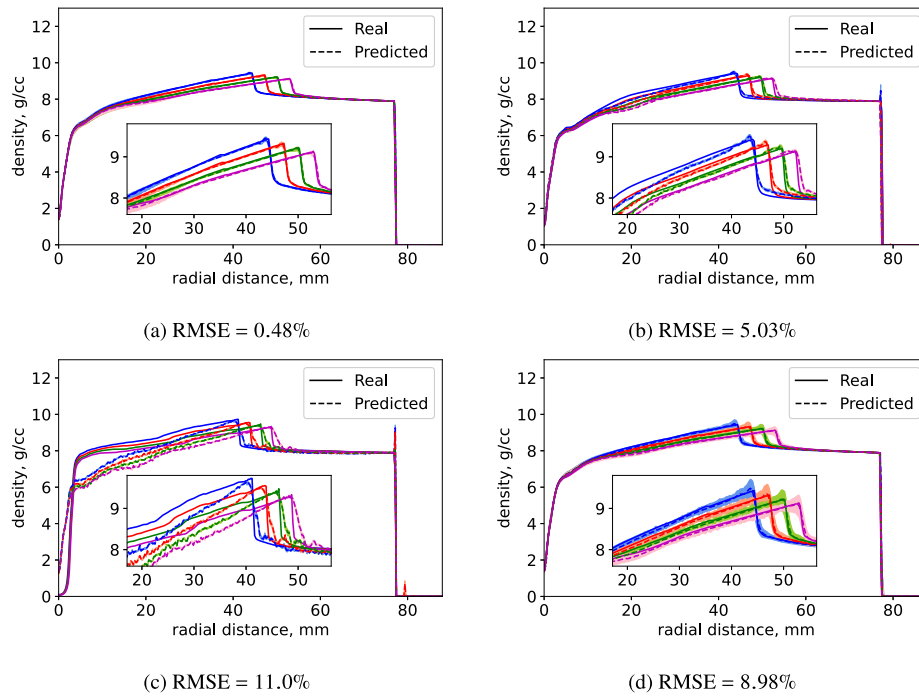 12
10
8
6
4
2
0
density, g/cc
Real
Predicted
9
8
20 30 40 50
0 20 40 60 80
radial distance, mm
(a) RMSE = 0.48%
12
10
8
6
4
2
0
density, g/cc
Real
Predicted
9
8
20 30 40 50
0 20 40 60 80
radial distance, mm
(b) RMSE = 5.03%
12
10
8
6
4
2
0
density, g/cc
Real
Predicted
9
8
20 30 40 50
0 20 40 60 80
radial distance, mm
(c) RMSE = 11.0%
12
10
8
6
4
2
0
density, g/cc
Real
Predicted
9
8
20 30 40 50
0 20 40 60 80
radial distance, mm
(d) RMSE = 8.98%